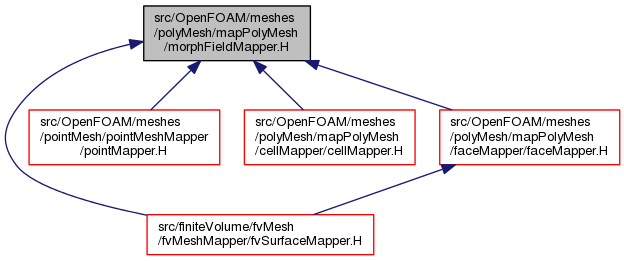 src/OpenFOAM/meshes
/polyMesh/mapPolyMesh
/morphFieldMapper.H
src/OpenFOAM/meshes
/pointMesh/pointMeshMapper
/pointMapper.H
src/OpenFOAM/meshes
/polyMesh/mapPolyMesh
/cellMapper/cellMapper.H
src/OpenFOAM/meshes
/polyMesh/mapPolyMesh
/faceMapper/faceMapper.H
src/finiteVolume/fvMesh
/fvMeshMapper/fvSurfaceMapper.H